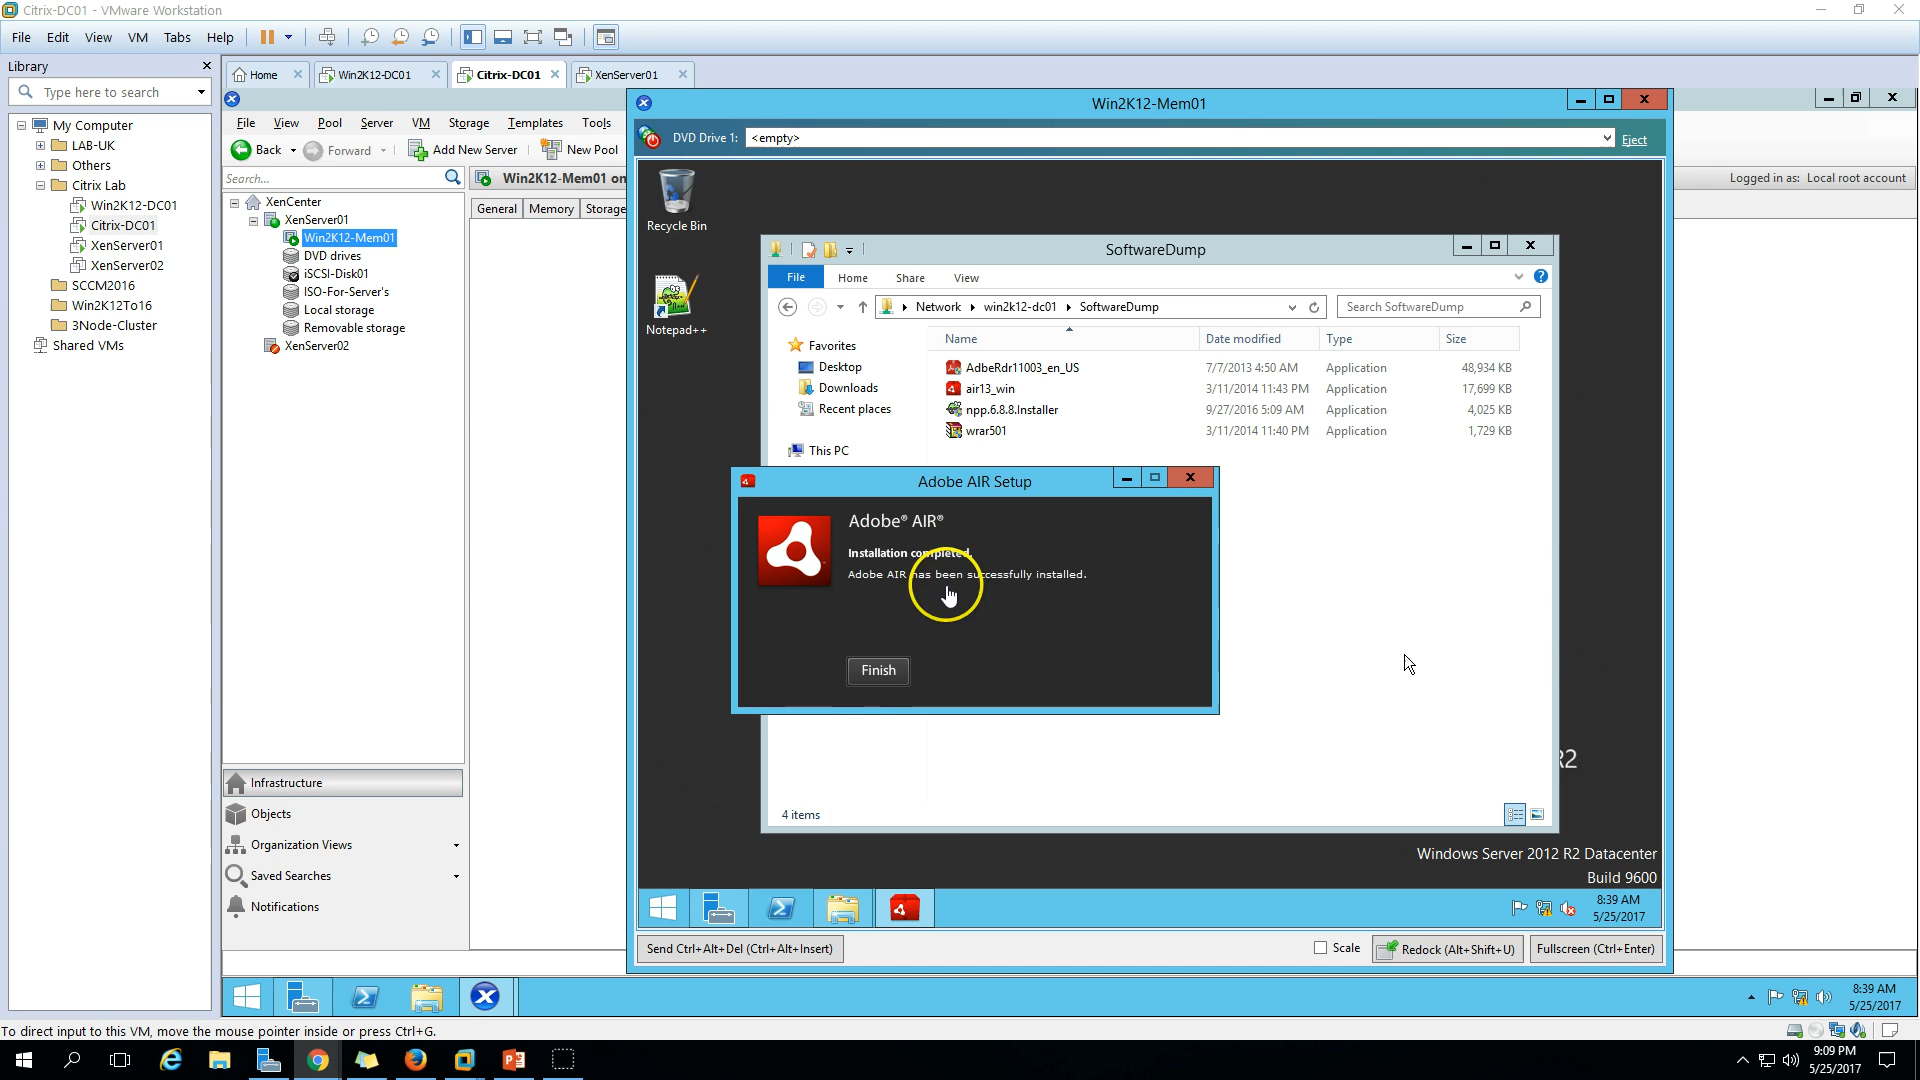 Citrix-DC01 - VMware Workstation
File Edit View VM Tabs Help
Library
Type here to search
My Computer
LAB-UK
Others
Citrix Lab
Win2K12-DC01
Citrix-DC01
XenServer01
XenServer02
SCCM2016
Win2K12To16
3Node-Cluster
Shared VMs
Home Win2K12-DC01 Citrix-DC01 XenServer01
File View Pool Server VM Storage Templates Tools
Back Forward Add New Server New Pool
Search...
Win2K12-Mem01 on
Logged in as: Local root account
General Memory Storage
XenCenter
XenServer01
Win2K12-Mem01
DVD drives
iSCSI-Disk01
ISO-For-Server's
Local storage
Removable storage
XenServer02
Infrastructure
Objects
Organization Views
Saved Searches
Notifications
Win2K12-Mem01
DVD Drive 1: <empty> Eject
Recycle Bin
Notepad++
SoftwareDump
File Home Share View
Network win2k12-dc01 SoftwareDump
Search SoftwareDump
Favorites
Desktop
Downloads
Recent places
This PC
Name Date modified Type Size
AdbeRdr11003_en_US 7/7/2013 4:50 AM Application 48,934 KB
air13_win 3/11/2014 11:43 PM Application 17,699 KB
npp.6.8.8.Installer 9/27/2016 5:09 AM Application 4,025 KB
wrar501 3/11/2014 11:40 PM Application 1,729 KB
4 items
Adobe AIR Setup
Adobe® AIR®
Installation completed.
Adobe AIR has been successfully installed.
Finish
R2
Windows Server 2012 R2 Datacenter
Build 9600
8:39 AM
5/25/2017
Send Ctrl+Alt+Del (Ctrl+Alt+Insert)
Scale
Redock (Alt+Shift+U)
Fullscreen (Ctrl+Enter)
8:39 AM
5/25/2017
To direct input to this VM, move the mouse pointer inside or press Ctrl+G.
9:09 PM
5/25/2017